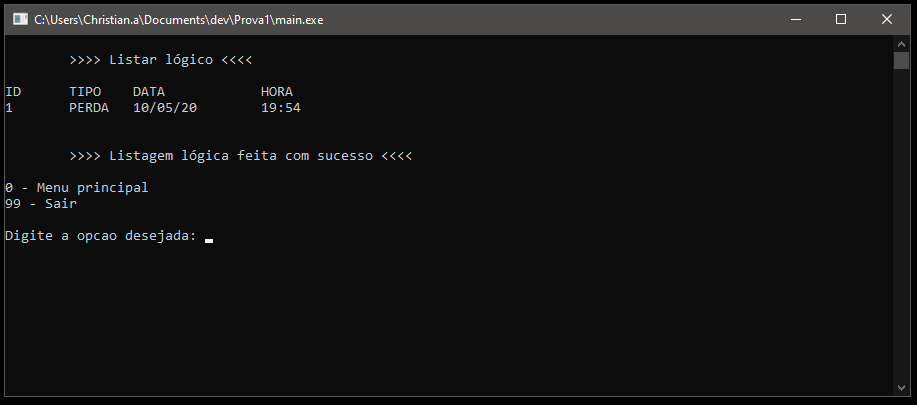 C:\Users\Christian.a\Documents\dev\Prova1\main.exe
>>>> Listar lógico <<<<
ID TIPO DATA HORA
1 PERDA 10/05/20 19:54
>>>> Listagem lógica feita com sucesso <<<<
0 - Menu principal
99 - Sair
Digite a opcao desejada: